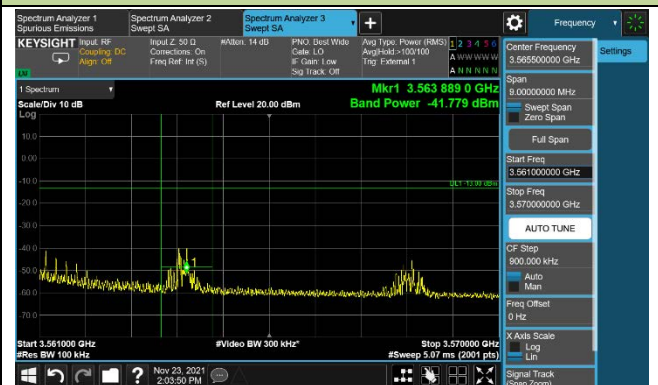 Spectrum Analyzer 1
Spurious Emissions
Spectrum Analyzer 2
Swept SA
Spectrum Analyzer 3
Swept SA
Frequency
KEYSIGHT
Input: RF
Coupling: DC
Align: Off
Input Z: 50 Ω
Corrections: On
Freq Ref: Int (S)
#Atten: 14 dB
PNO: Best Wide
Gate: LO
IF Gain: Low
Sig Track: Off
Avg Type: Power (RMS)
Avg|Hold:>100/100
Trig: External 1
1 2 3 4 5 6
A W W W W W
A N N N N N
LXI
1 Spectrum
Scale/Div 10 dB
Log
Ref Level 20.00 dBm
Mkr1 3.563 889 0 GHz
Band Power -41.779 dBm
10.0
0.00
-10.0
-20.0
-30.0
-40.0
-50.0
-60.0
-70.0
DL1 -13.00 dBm
1
Start 3.561000 GHz
#Res BW 100 kHz
#Video BW 300 kHz*
Stop 3.570000 GHz
#Sweep 5.07 ms (2001 pts)
Nov 23, 2021
2:03:50 PM
Center Frequency
3.565500000 GHz
Settings
Span
9.00000000 MHz
Swept Span
Zero Span
Full Span
Start Freq
3.561000000 GHz
Stop Freq
3.570000000 GHz
AUTO TUNE
CF Step
900.000 kHz
Auto
Man
Freq Offset
0 Hz
X Axis Scale
Log
Lin
Signal Track
(Span Zoom)